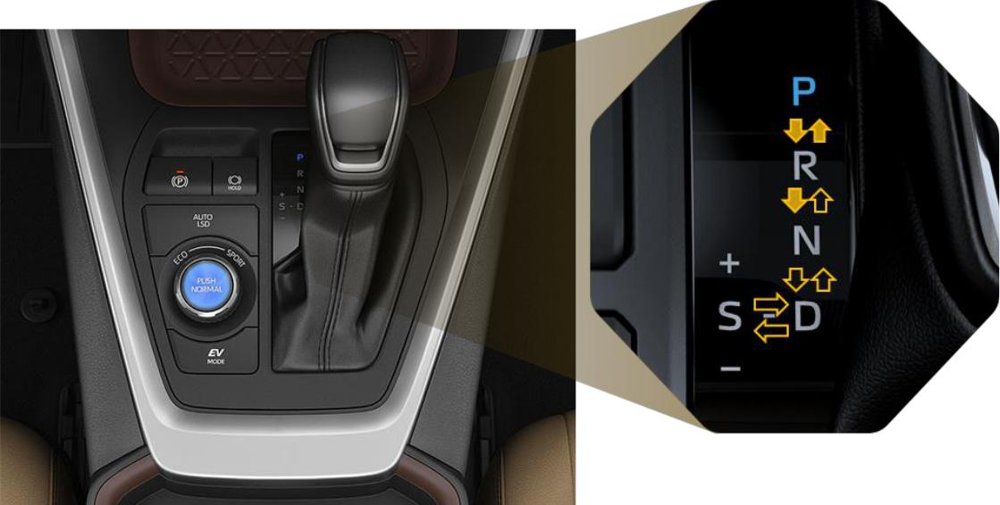 P
R
N
+
S - D
–
(P)
HOLD
AUTO
LSD
ECO
SPORT
PUSH
NORMAL
EV
MODE
P
R
N
+
S - D
–